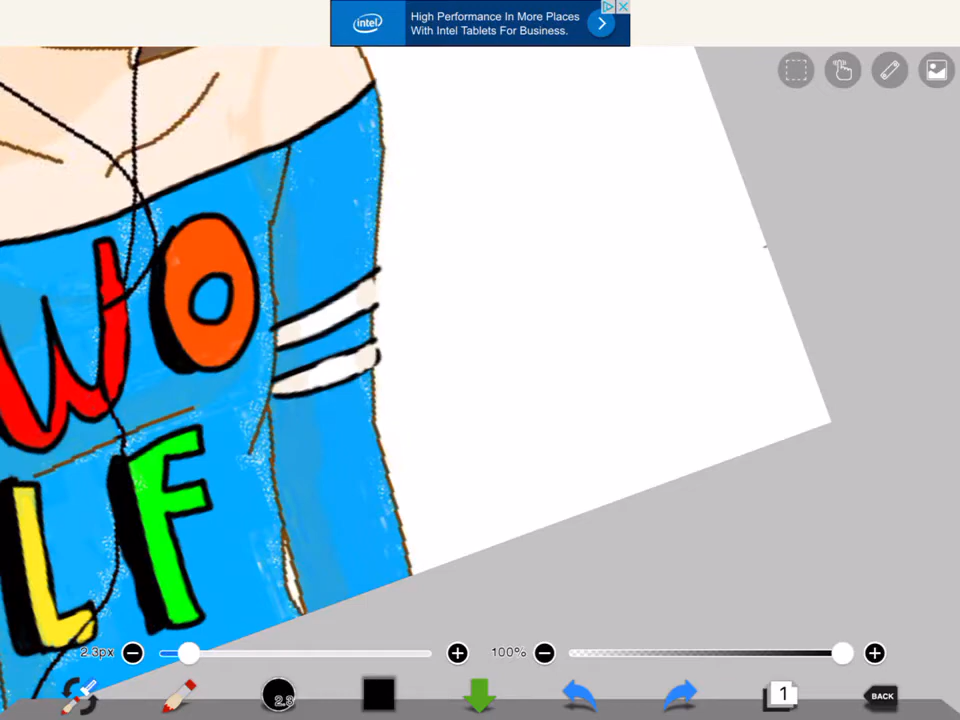 intel
High Performance In More Places
With Intel Tablets For Business.
WO
LF
2.3px
100%
2.3
1
BACK